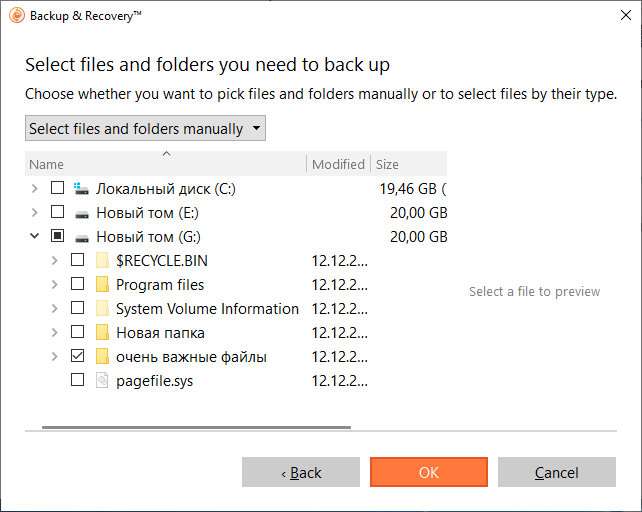 Backup & Recovery™
Select files and folders you need to back up
Choose whether you want to pick files and folders manually or to select files by their type.
Select files and folders manually
Name Modified Size
Локальный диск (C:) 19,46 GB (
Новый том (E:) 20,00 GB
Новый том (G:) 20,00 GB
$RECYCLE.BIN 12.12.2...
Program files 12.12.2...
Select a file to preview
System Volume Information 12.12.2...
Новая папка 12.12.2...
очень важные файлы 12.12.2...
pagefile.sys 12.12.2...
‹ Back OK Cancel